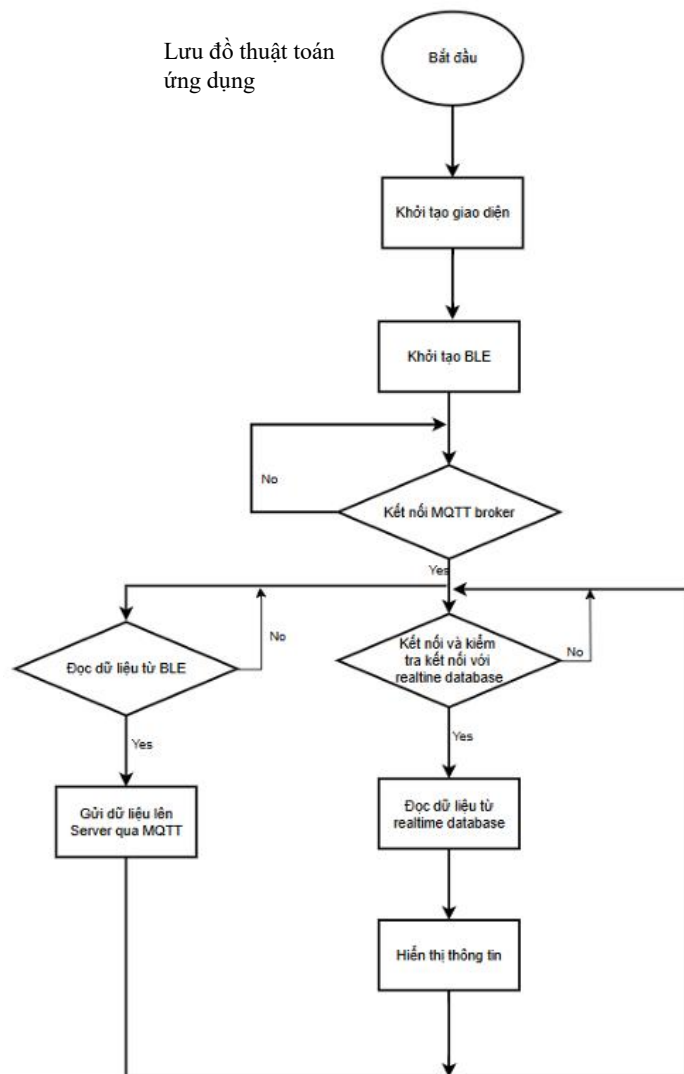 Lưu đồ thuật toán
ứng dụng
Bắt đầu
Khởi tạo giao diện
Khởi tạo BLE
No
Kết nối MQTT broker
Yes
No
Đọc dữ liệu từ BLE
Kết nối và kiểm
tra kết nối với
realtine database
No
Yes
Yes
Gửi dữ liệu lên
Server qua MQTT
Đọc dữ liệu từ
realtime database
Hiển thị thông tin